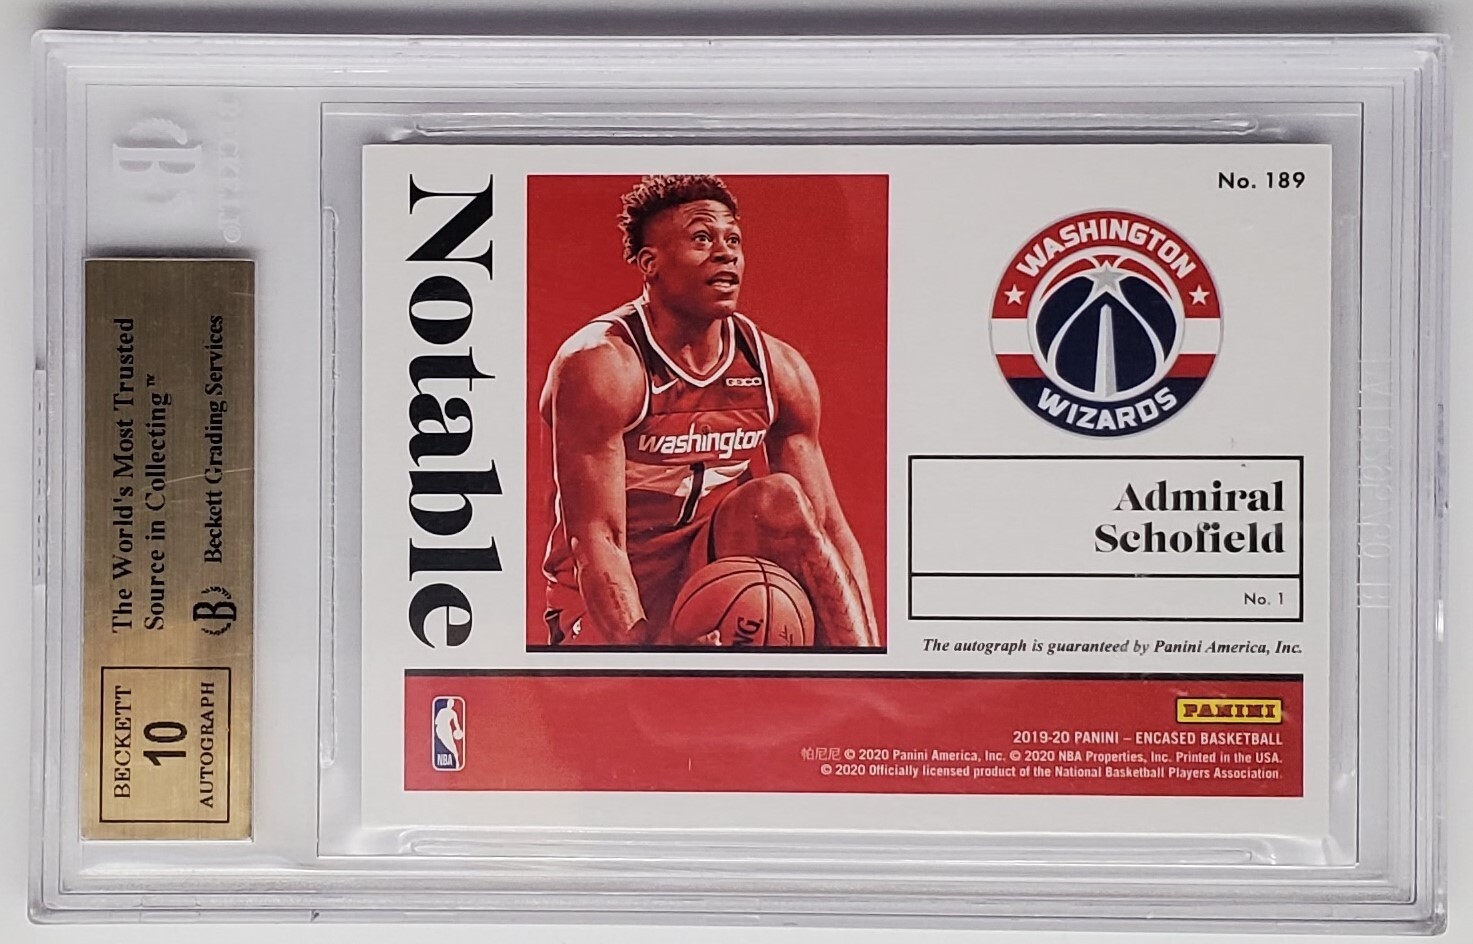 The World's Most Trusted
Source in Collecting™
Beckett Grading Services
BECKETT
10
AUTOGRAPH
Notable
No. 189
WASHINGTON
WIZARDS
GEICO
washington
1
Admiral
Schofield
No. 1
The autograph is guaranteed by Panini America, Inc.
NBA
PANINI
2019-20 PANINI – ENCASED BASKETBALL
帕尼尼 © 2020 Panini America, Inc. © 2020 NBA Properties, Inc. Printed in the USA.
© 2020 Officially licensed product of the National Basketball Players Association.